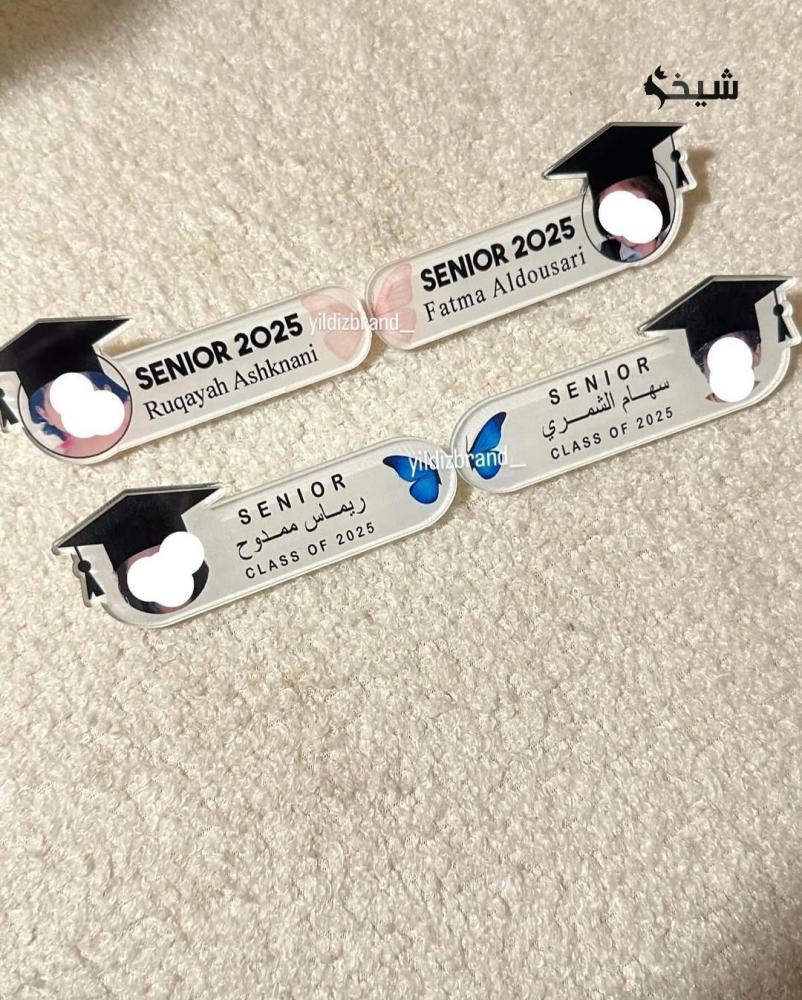 شيخ
SENIOR 2025
Fatma Aldousari
SENIOR 2025
Ruqayah Ashknani
yildizbrand_
SENIOR
سهام الشمري
CLASS OF 2025
SENIOR
ريماس ممدوح
CLASS OF 2025
yildizbrand_